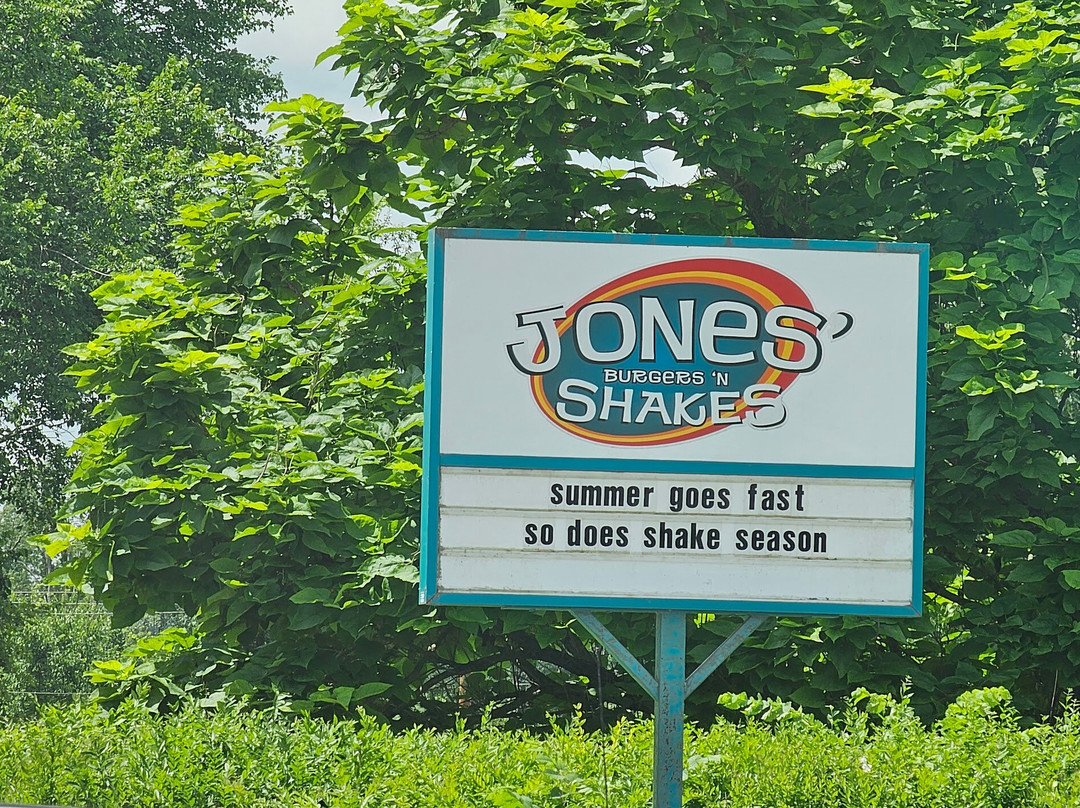 JONES'
BURGERS 'N
SHAKES
summer goes fast
so does shake season